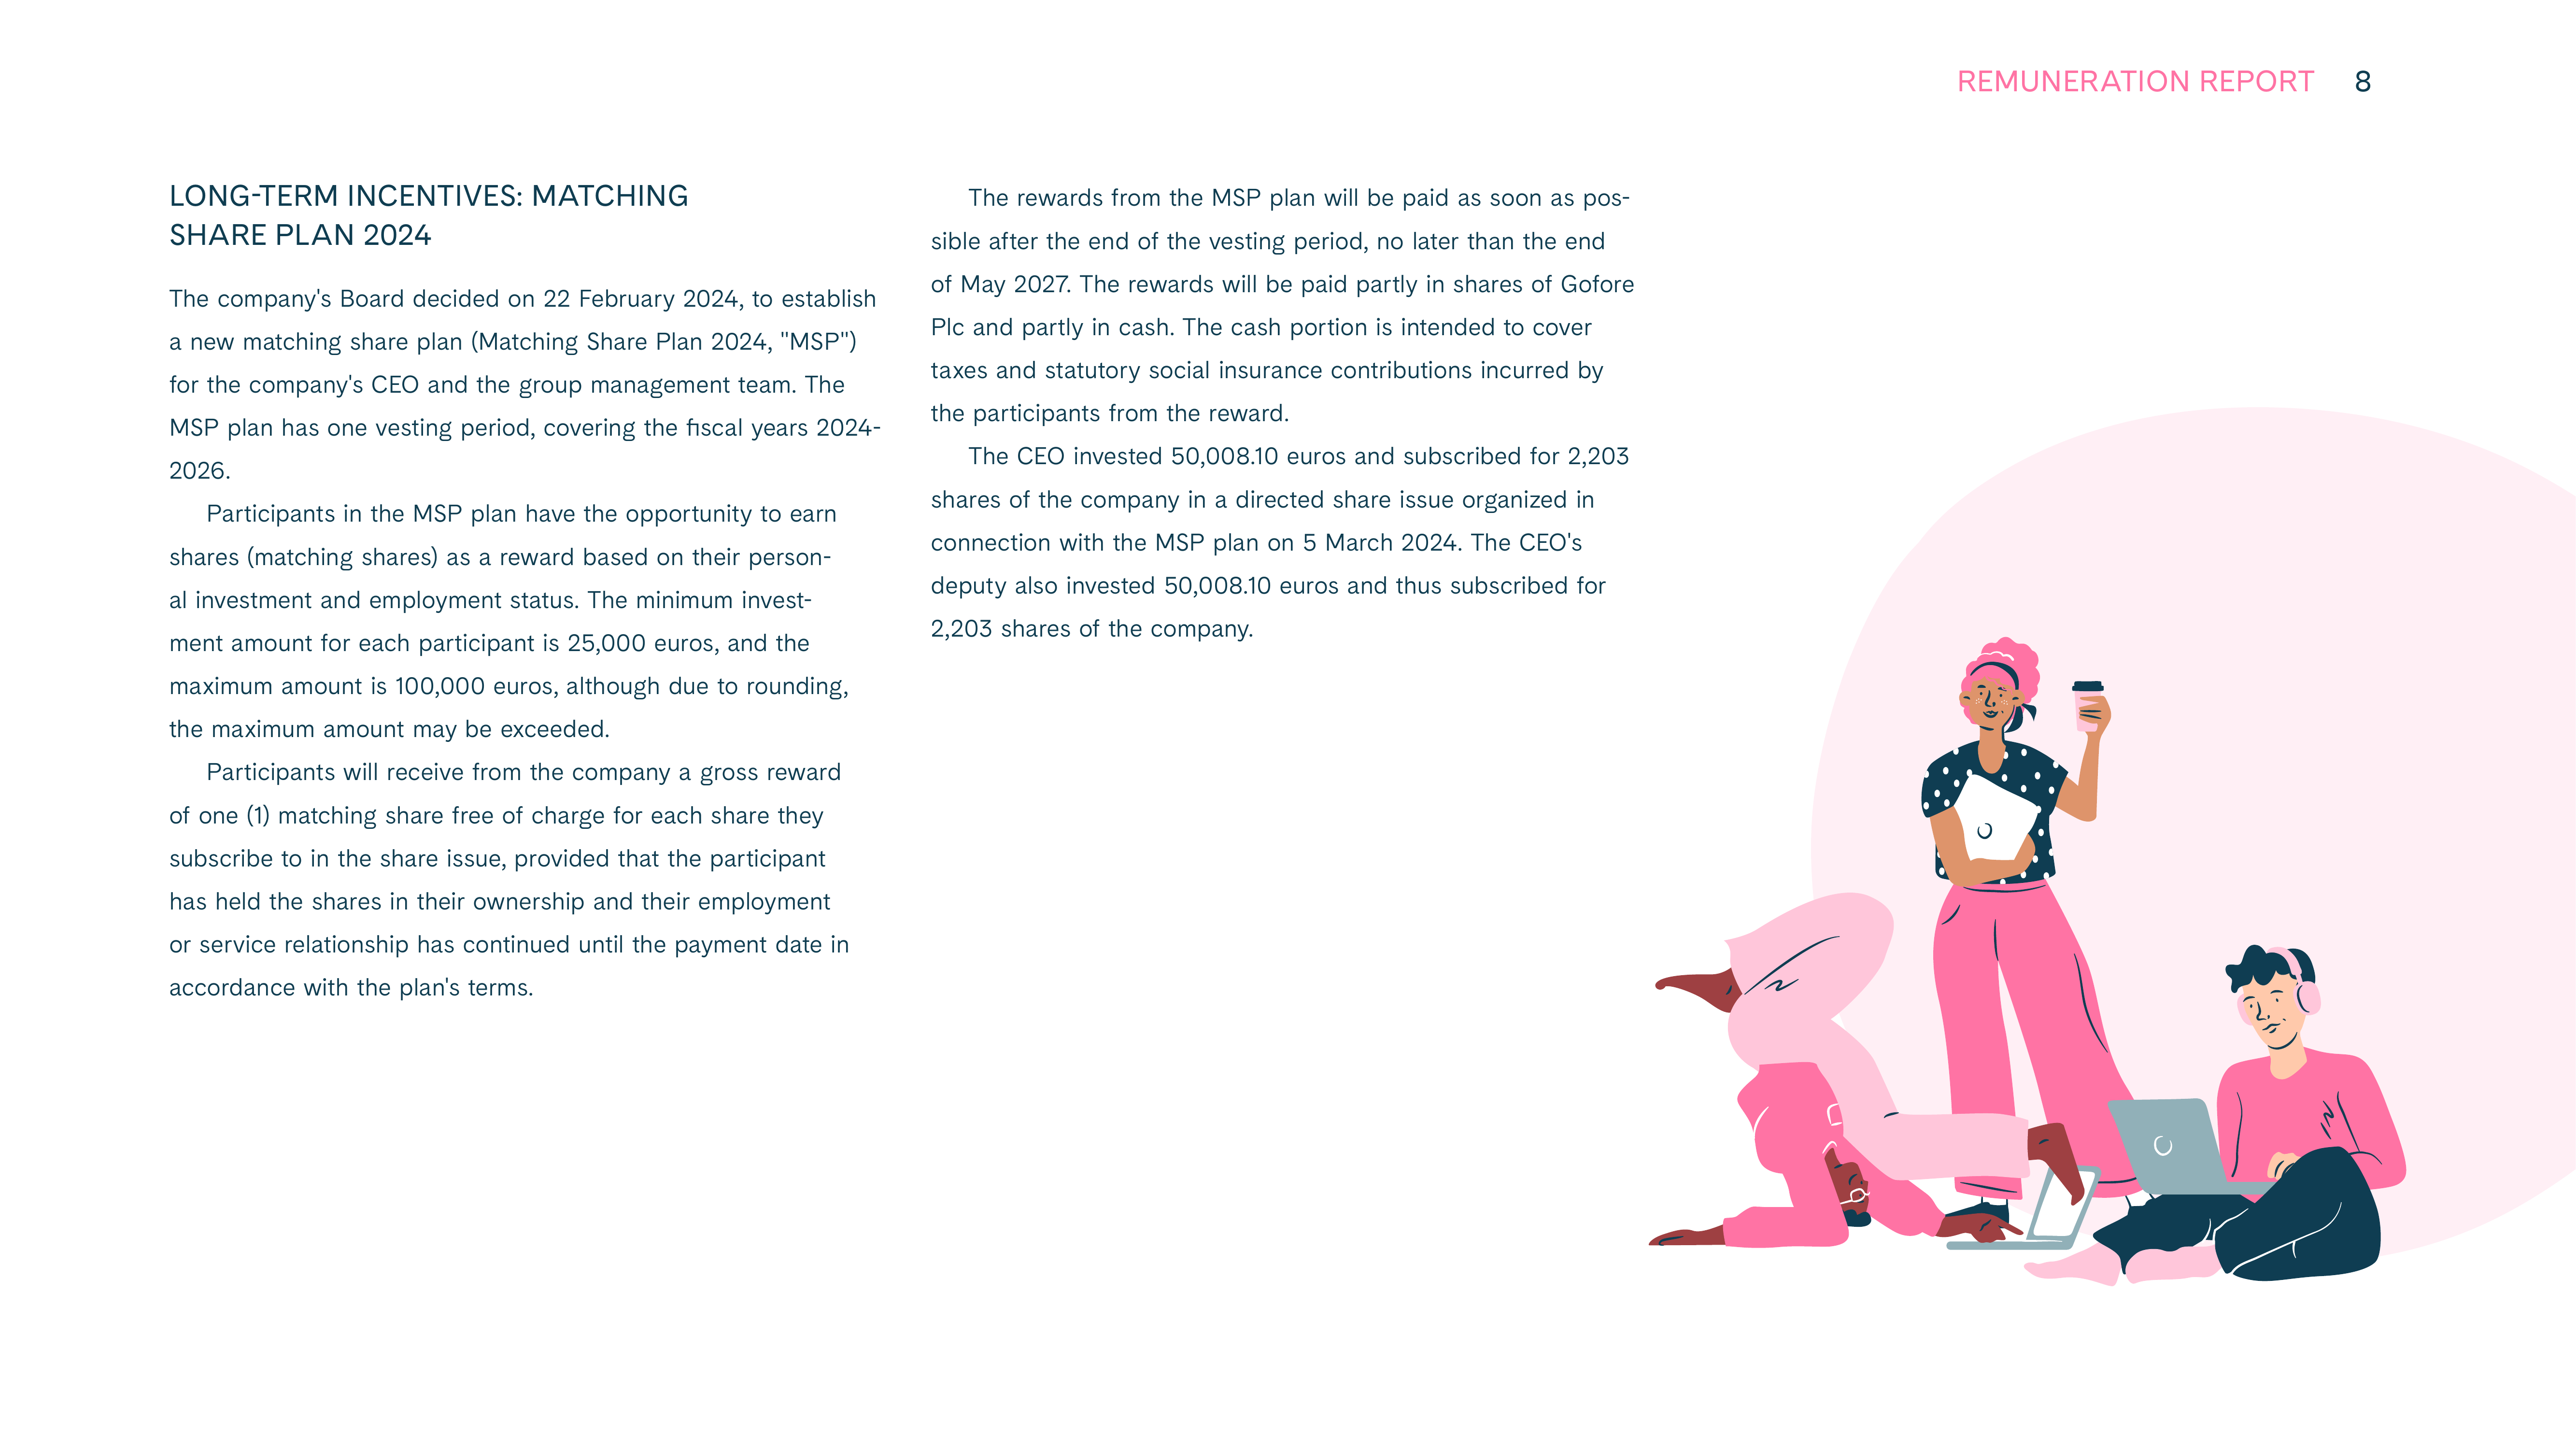 REMUNERATION REPORT 8
LONG-TERM INCENTIVES: MATCHING
SHARE PLAN 2024
The company's Board decided on 22 February 2024, to establish
a new matching share plan (Matching Share Plan 2024, "MSP")
for the company's CEO and the group management team. The
MSP plan has one vesting period, covering the fiscal years 2024-
2026.
Participants in the MSP plan have the opportunity to earn
shares (matching shares) as a reward based on their person-
al investment and employment status. The minimum invest-
ment amount for each participant is 25,000 euros, and the
maximum amount is 100,000 euros, although due to rounding,
the maximum amount may be exceeded.
Participants will receive from the company a gross reward
of one (1) matching share free of charge for each share they
subscribe to in the share issue, provided that the participant
has held the shares in their ownership and their employment
or service relationship has continued until the payment date in
accordance with the plan's terms.
The rewards from the MSP plan will be paid as soon as pos-
sible after the end of the vesting period, no later than the end
of May 2027. The rewards will be paid partly in shares of Gofore
Plc and partly in cash. The cash portion is intended to cover
taxes and statutory social insurance contributions incurred by
the participants from the reward.
The CEO invested 50,008.10 euros and subscribed for 2,203
shares of the company in a directed share issue organized in
connection with the MSP plan on 5 March 2024. The CEO's
deputy also invested 50,008.10 euros and thus subscribed for
2,203 shares of the company.